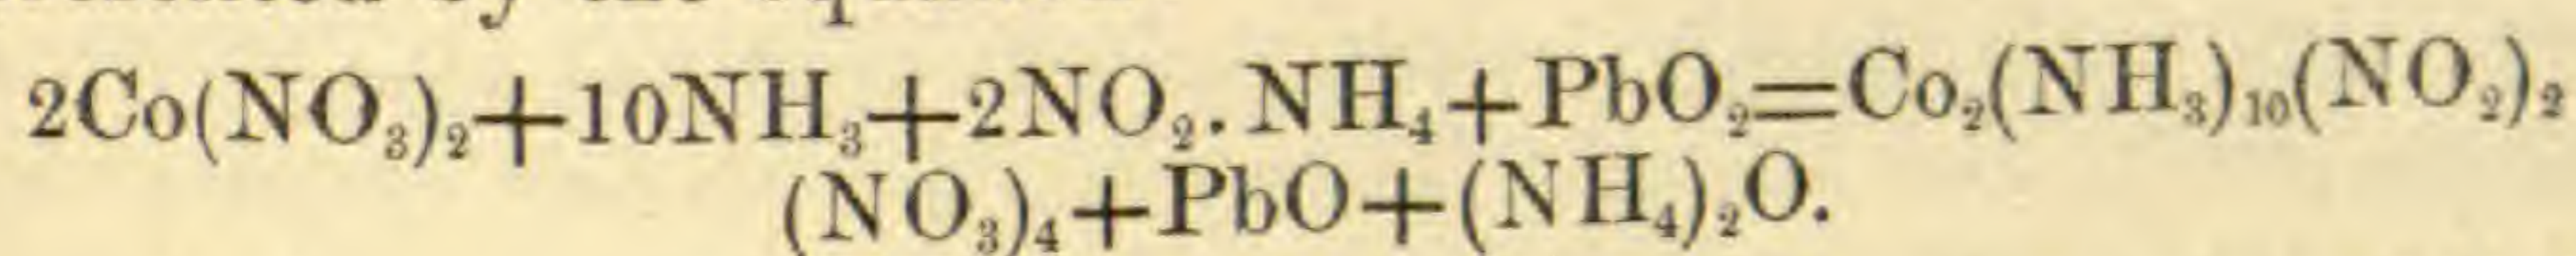 2Co(NO₃)₂+10NH₃+2NO₂.NH₄+PbO₂=Co₂(NH₃)₁₀(NO₂)₂
(NO₃)₄+PbO+(NH₄)₂O.